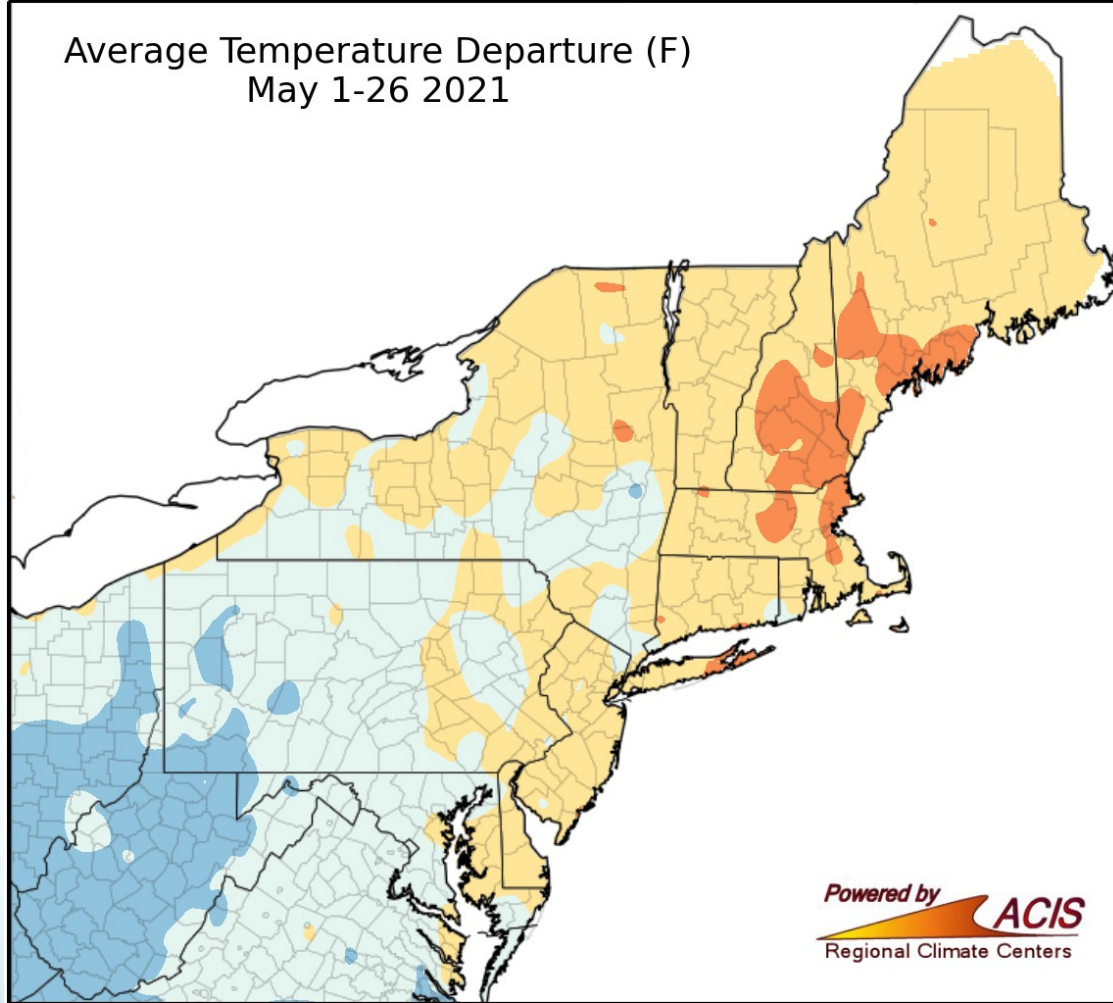 Average Temperature Departure (F)
May 1-26 2021
Powered by
ACIS
Regional Climate Centers